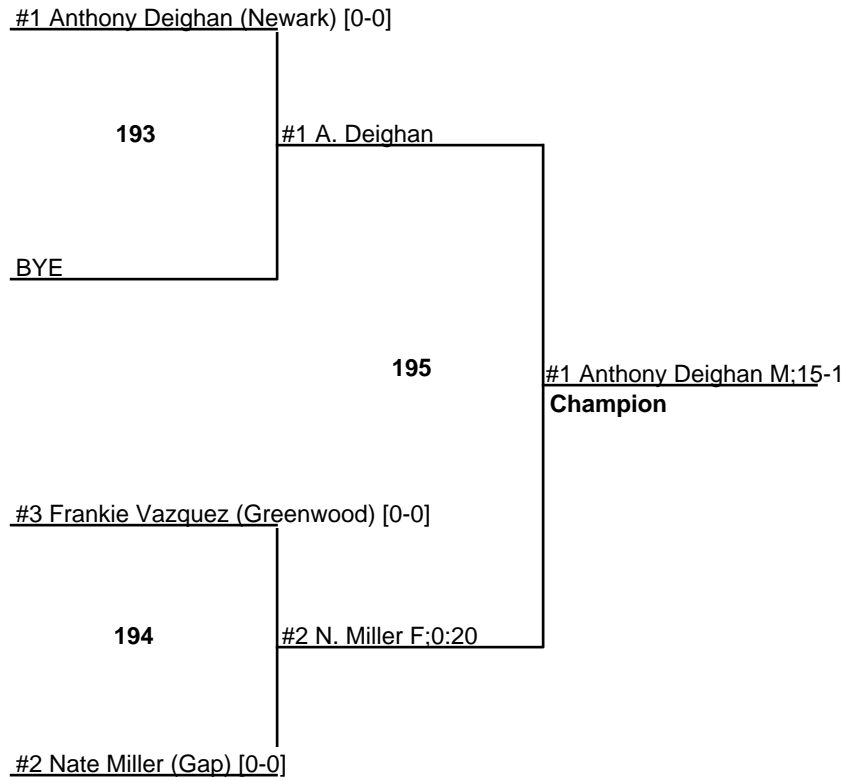 #1 Anthony Deighan (Newark) [0-0]
193
#1 A. Deighan
BYE
195
#1 Anthony Deighan M;15-1
Champion
#3 Frankie Vazquez (Greenwood) [0-0]
194
#2 N. Miller F;0:20
#2 Nate Miller (Gap) [0-0]